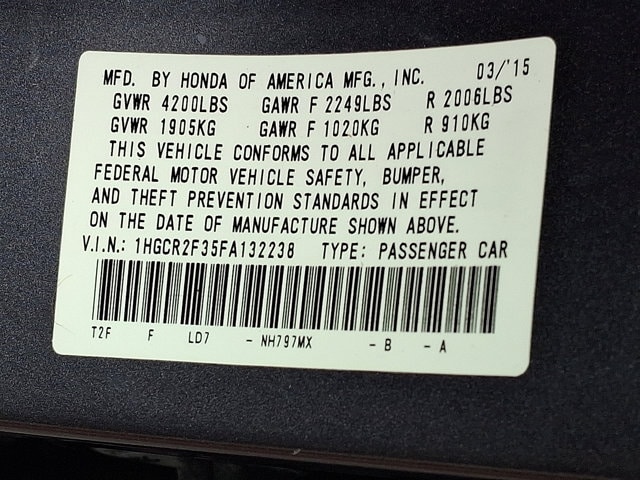 MFD. BY HONDA OF AMERICA MFG., INC. 03/'15
GVWR 4200LBS GAWR F 2249LBS R 2006LBS
GVWR 1905KG GAWR F 1020KG R 910KG
THIS VEHICLE CONFORMS TO ALL APPLICABLE
FEDERAL MOTOR VEHICLE SAFETY, BUMPER,
AND THEFT PREVENTION STANDARDS IN EFFECT
ON THE DATE OF MANUFACTURE SHOWN ABOVE.
V.I.N.: 1HGCR2F35FA132238 TYPE: PASSENGER CAR
T2F F LD7 - NH797MX - B - A